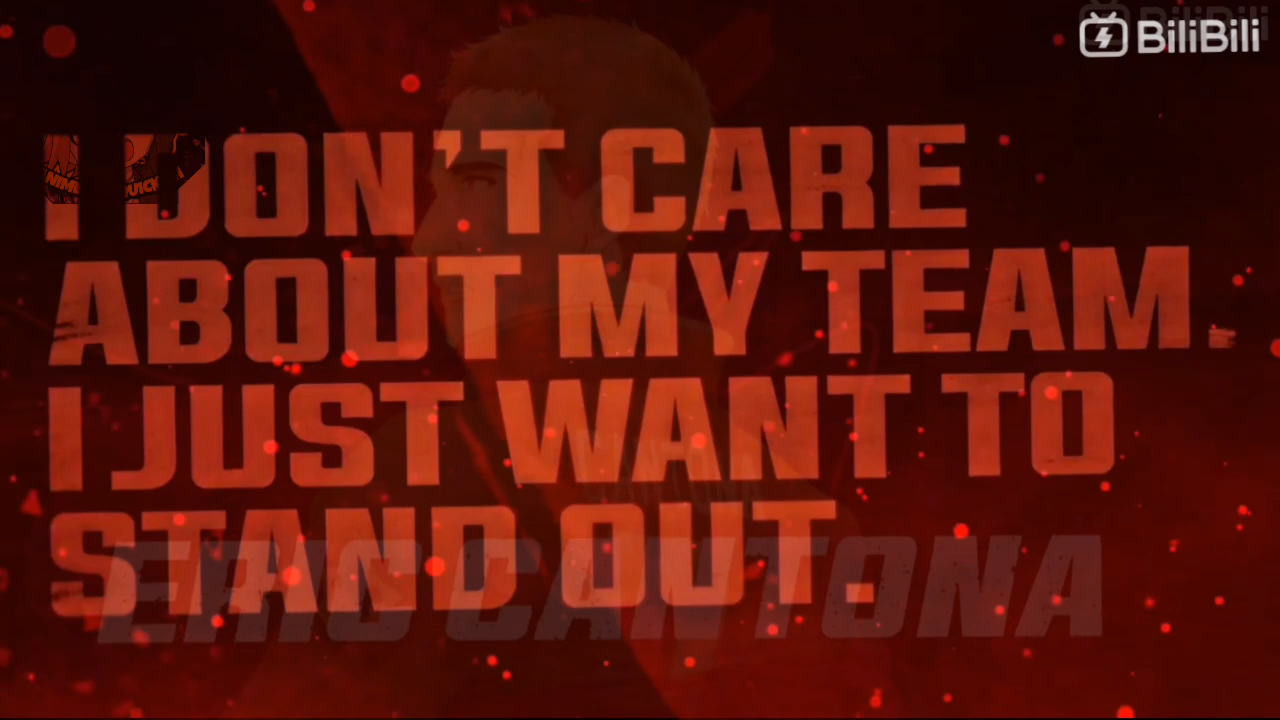 BiliBili
I DON'T CARE
ABOUT MY TEAM.
I JUST WANT TO
STAND OUT.
ERIC CANTONA